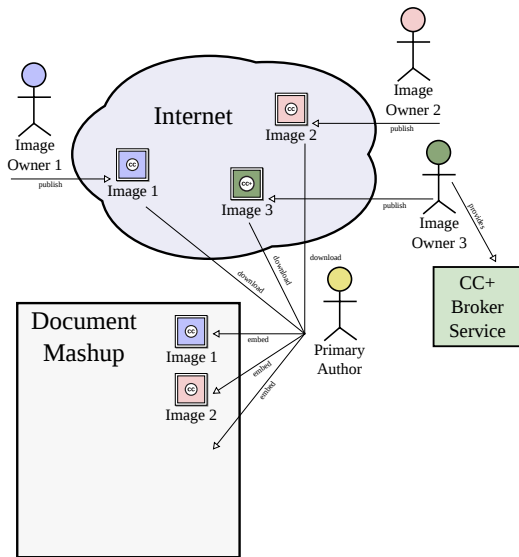 Image
Owner 2
Internet
cc
Image 2
publish
Image
Owner 1
publish
cc
Image 1
CC+
Image 3
publish
Image
Owner 3
provides
download
download
download
CC+
Broker
Service
Document
Mashup
cc
Image 1
embed
Primary
Author
cc
Image 2
embed
embed